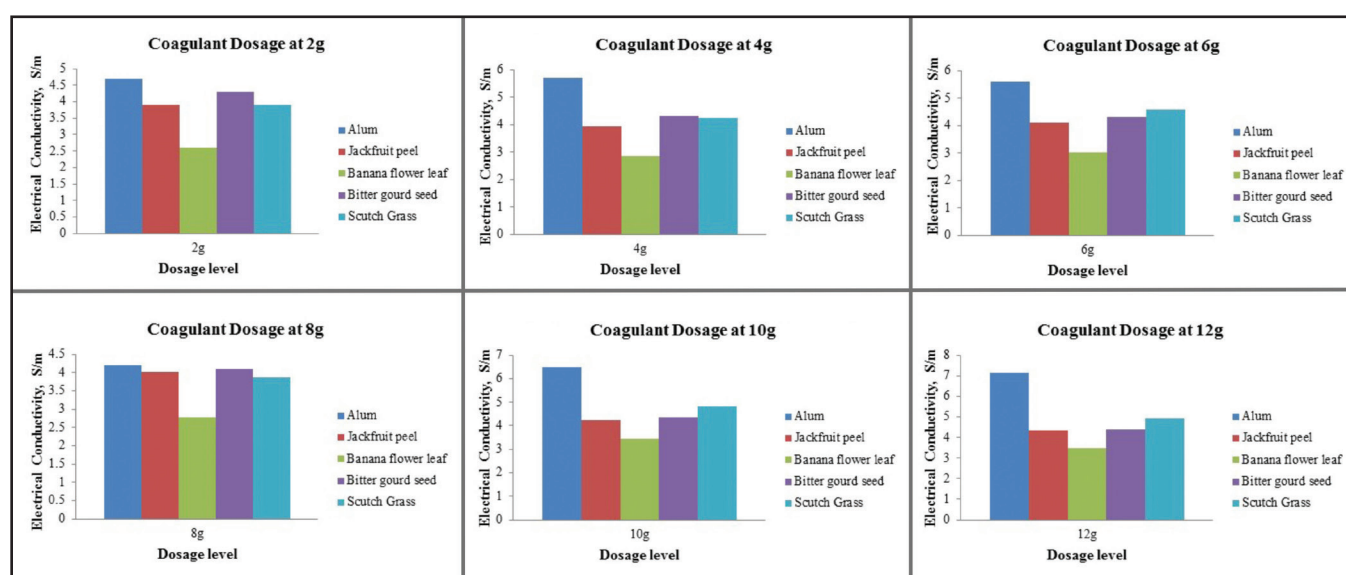 Coagulant Dosage at 2g
Electrical Conductivity, S/m
5
4.5
4
3.5
3
2.5
2
1.5
1
0.5
0
2g
Dosage level
Alum
Jackfruit peel
Banana flower leaf
Bitter gourd seed
Scutch Grass
Coagulant Dosage at 4g
Electrical Conductivity, S/m
6
5
4
3
2
1
0
4g
Dosage level
Alum
Jackfruit peel
Banana flower leaf
Bitter gourd seed
Scutch Grass
Coagulant Dosage at 6g
Electrical Conductivity, S/m
6
5
4
3
2
1
0
6g
Dosage level
Alum
Jackfruit peel
Banana flower leaf
Bitter gourd seed
Scutch Grass
Coagulant Dosage at 8g
Electrical Conductivity, S/m
4.5
4
3.5
3
2.5
2
1.5
1
0.5
0
8g
Dosage level
Alum
Jackfruit peel
Banana flower leaf
Bitter gourd seed
Scutch Grass
Coagulant Dosage at 10g
Electrical Conductivity, S/m
7
6
5
4
3
2
1
0
10g
Dosage level
Alum
Jackfruit peel
Banana flower leaf
Bitter gourd seed
Scutch Grass
Coagulant Dosage at 12g
Electrical Conductivity, S/m
8
7
6
5
4
3
2
1
0
12g
Dosage level
Alum
Jackfruit peel
Banana flower leaf
Bitter gourd seed
Scutch Grass